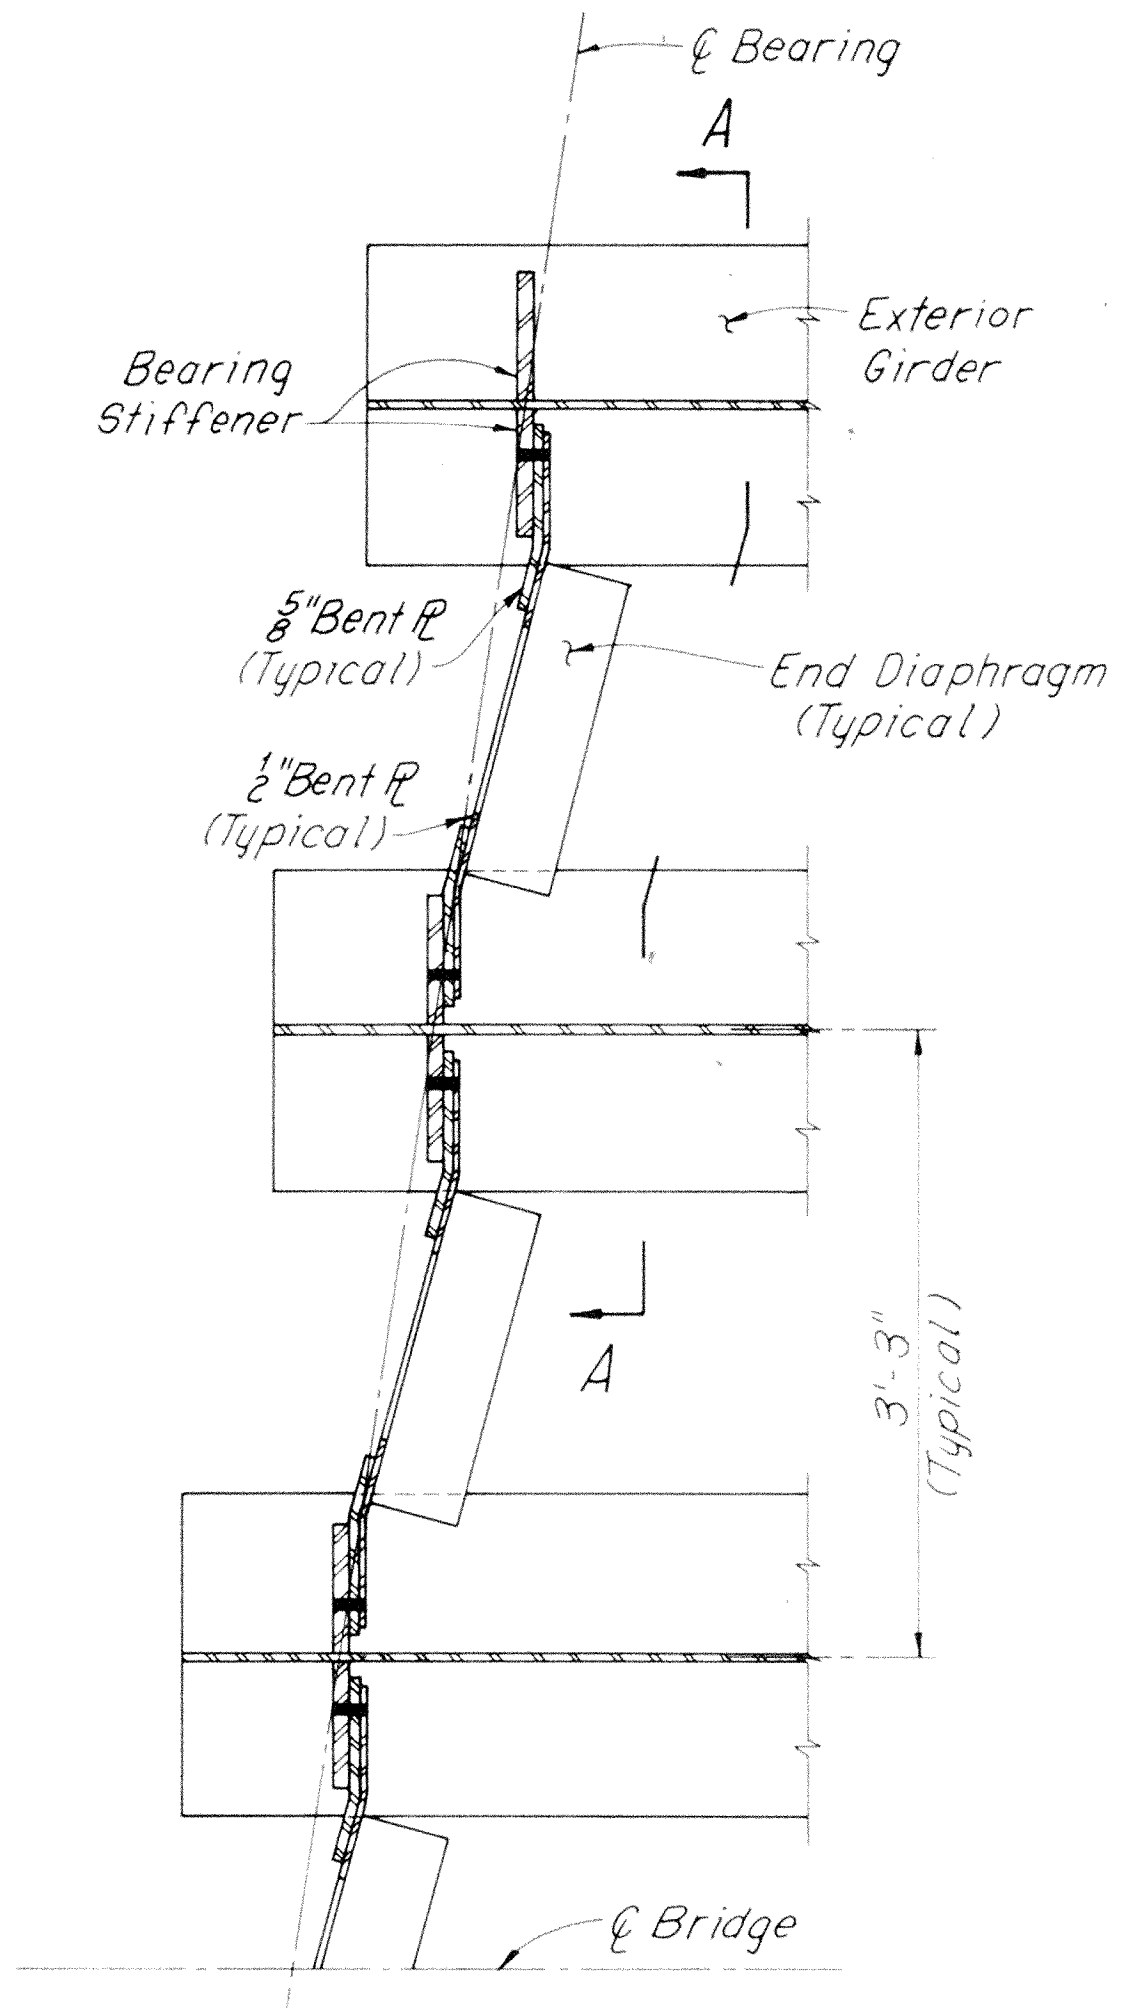 ℄ Bearing
A
Exterior
Girder
Bearing
Stiffener
5/8" Bent ⅊
(Typical)
End Diaphragm
(Typical)
1/2" Bent ⅊
(Typical)
A
3'-3"
(Typical)
℄ Bridge